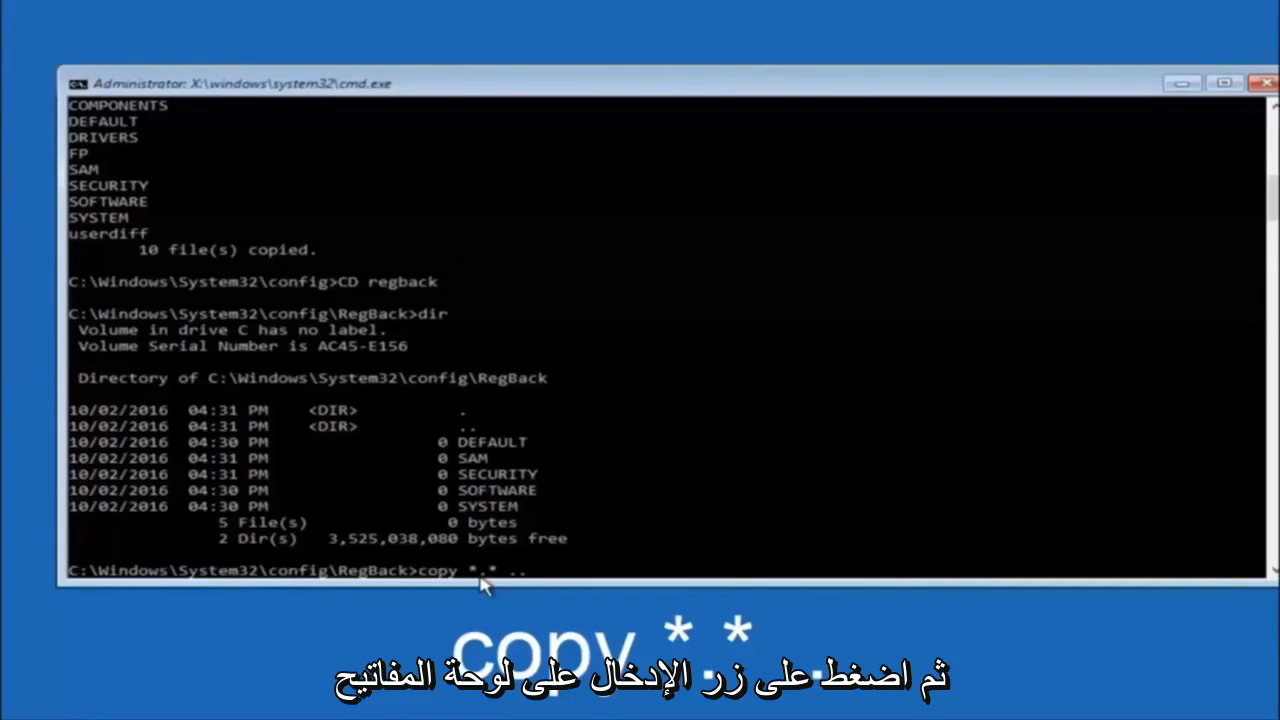 Administrator: X:\windows\system32\cmd.exe
COMPONENTS
DEFAULT
DRIVERS
FP
SAM
SECURITY
SOFTWARE
SYSTEM
userdiff
10 file(s) copied.
C:\Windows\System32\config>CD regback
C:\Windows\System32\config\RegBack>dir
Volume in drive C has no label.
Volume Serial Number is AC45-E156
Directory of C:\Windows\System32\config\RegBack
10/02/2016 04:31 PM <DIR> .
10/02/2016 04:31 PM <DIR> ..
10/02/2016 04:30 PM 0 DEFAULT
10/02/2016 04:31 PM 0 SAM
10/02/2016 04:31 PM 0 SECURITY
10/02/2016 04:30 PM 0 SOFTWARE
10/02/2016 04:30 PM 0 SYSTEM
5 File(s) 0 bytes
2 Dir(s) 3,525,038,080 bytes free
C:\Windows\System32\config\RegBack>copy *.* ..
copy *.* ..
ثم اضغط على زر الإدخال على لوحة المفاتيح